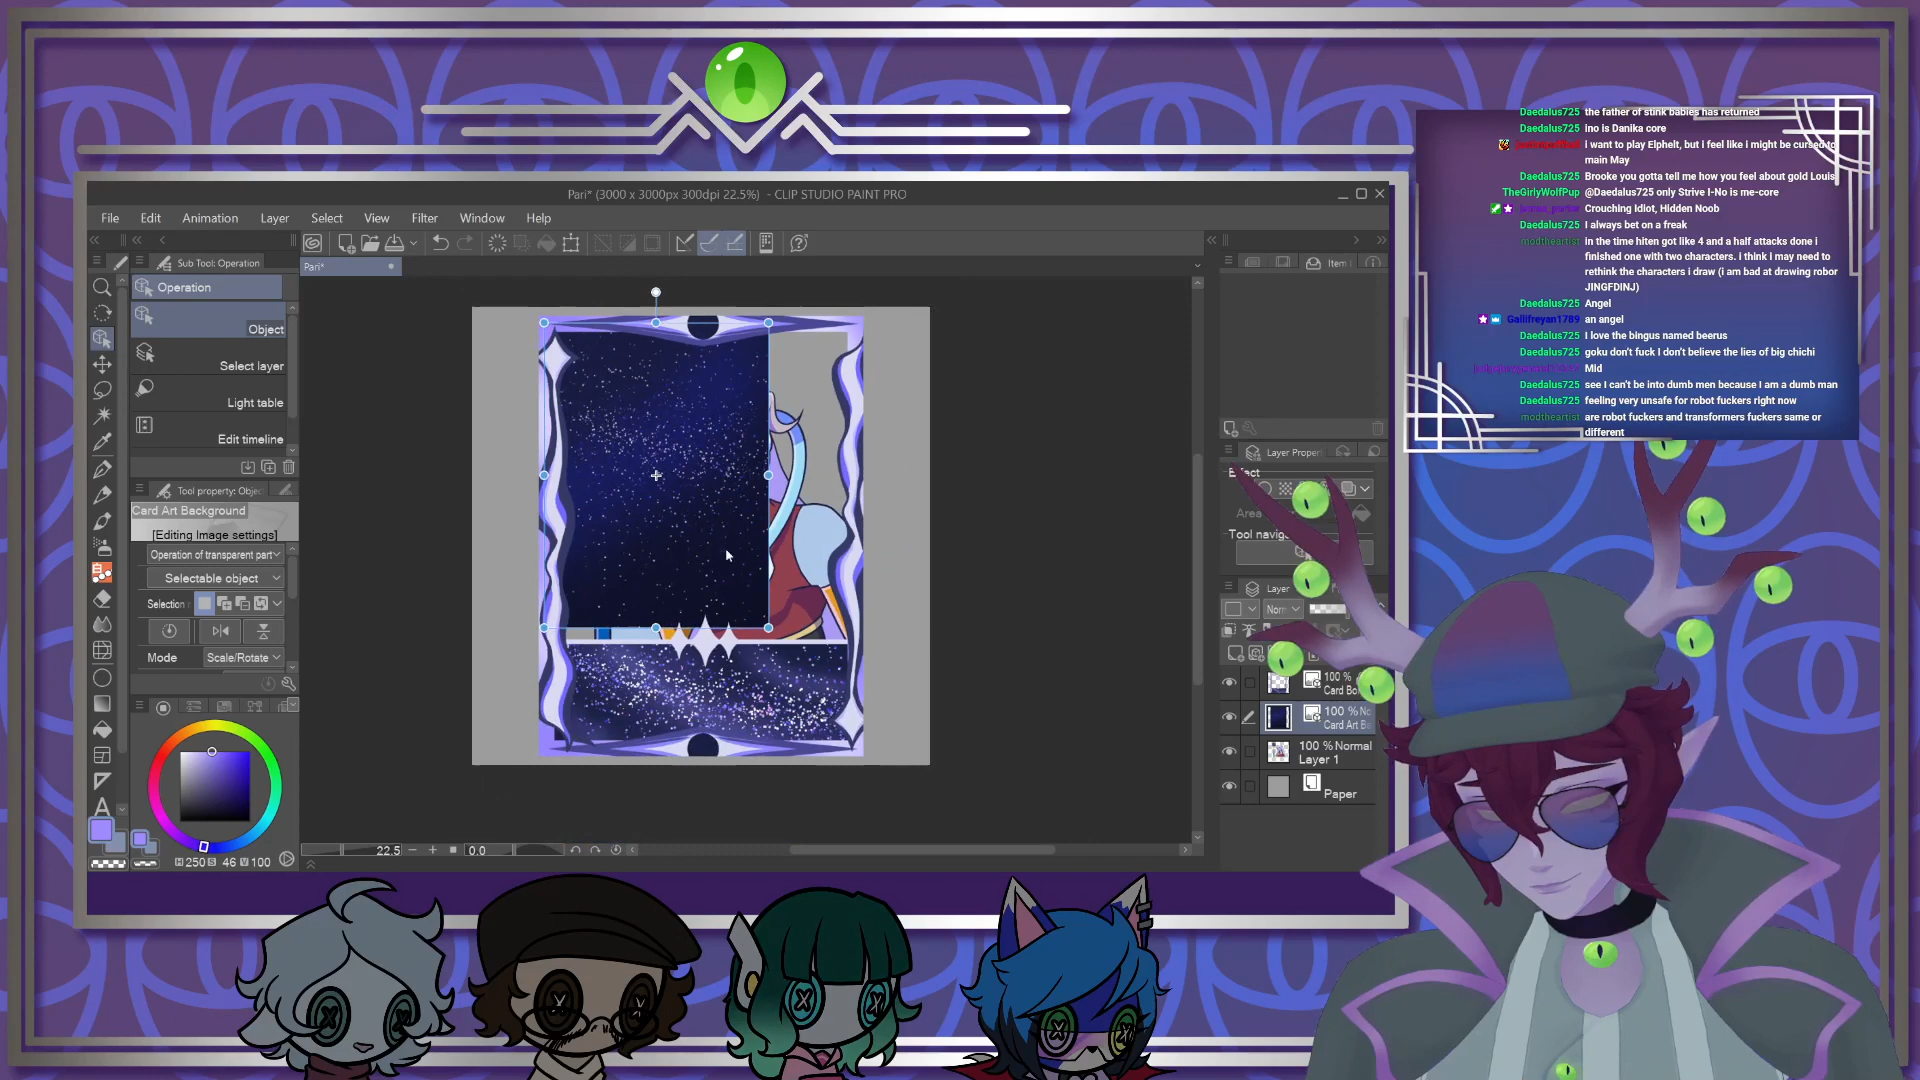 Pari* (3000 x 3000px 300dpi 22.5%) - CLIP STUDIO PAINT PRO
File Edit Animation Layer Select View Filter Window Help
Sub Tool: Operation
Pari*
Operation
Object
Select layer
Light table
Edit timeline
Tool property: Objec
Card Art Background
[Editing Image settings]
Operation of transparent part
Selectable object
Selection r
Mode Scale/Rotate
H 250 S 46 V 100
22.5
0.0
Item
Layer Proper
Effect
Area
Tool navig
Layer
Norm
100 %
Card Bo
100 % No
Card Art Ba
100 % Normal
Layer 1
Paper
Daedalus725 the father of stink babies has returned
Daedalus725 ino is Danika core
i want to play Elphelt, but i feel like i might be cursed to
main May
Daedalus725 Brooke you gotta tell me how you feel about gold Louis
TheGirlyWolfPup @Daedalus725 only Strive I-No is me-core
Crouching Idiot, Hidden Noob
Daedalus725 I always bet on a freak
modtheartist in the time hiten got like 4 and a half attacks done i
finished one with two characters. i think I may need to
rethink the characters i draw (i am bad at drawing robor
JINGFDINJ)
Daedalus725 Angel
Gallifreyan1789 an angel
Daedalus725 I love the bingus named beerus
Daedalus725 goku don't fuck I don't believe the lies of big chichi
Mid
Daedalus725 see I can't be into dumb men because I am a dumb man
Daedalus725 feeling very unsafe for robot fuckers right now
modtheartist are robot fuckers and transformers fuckers same or
different